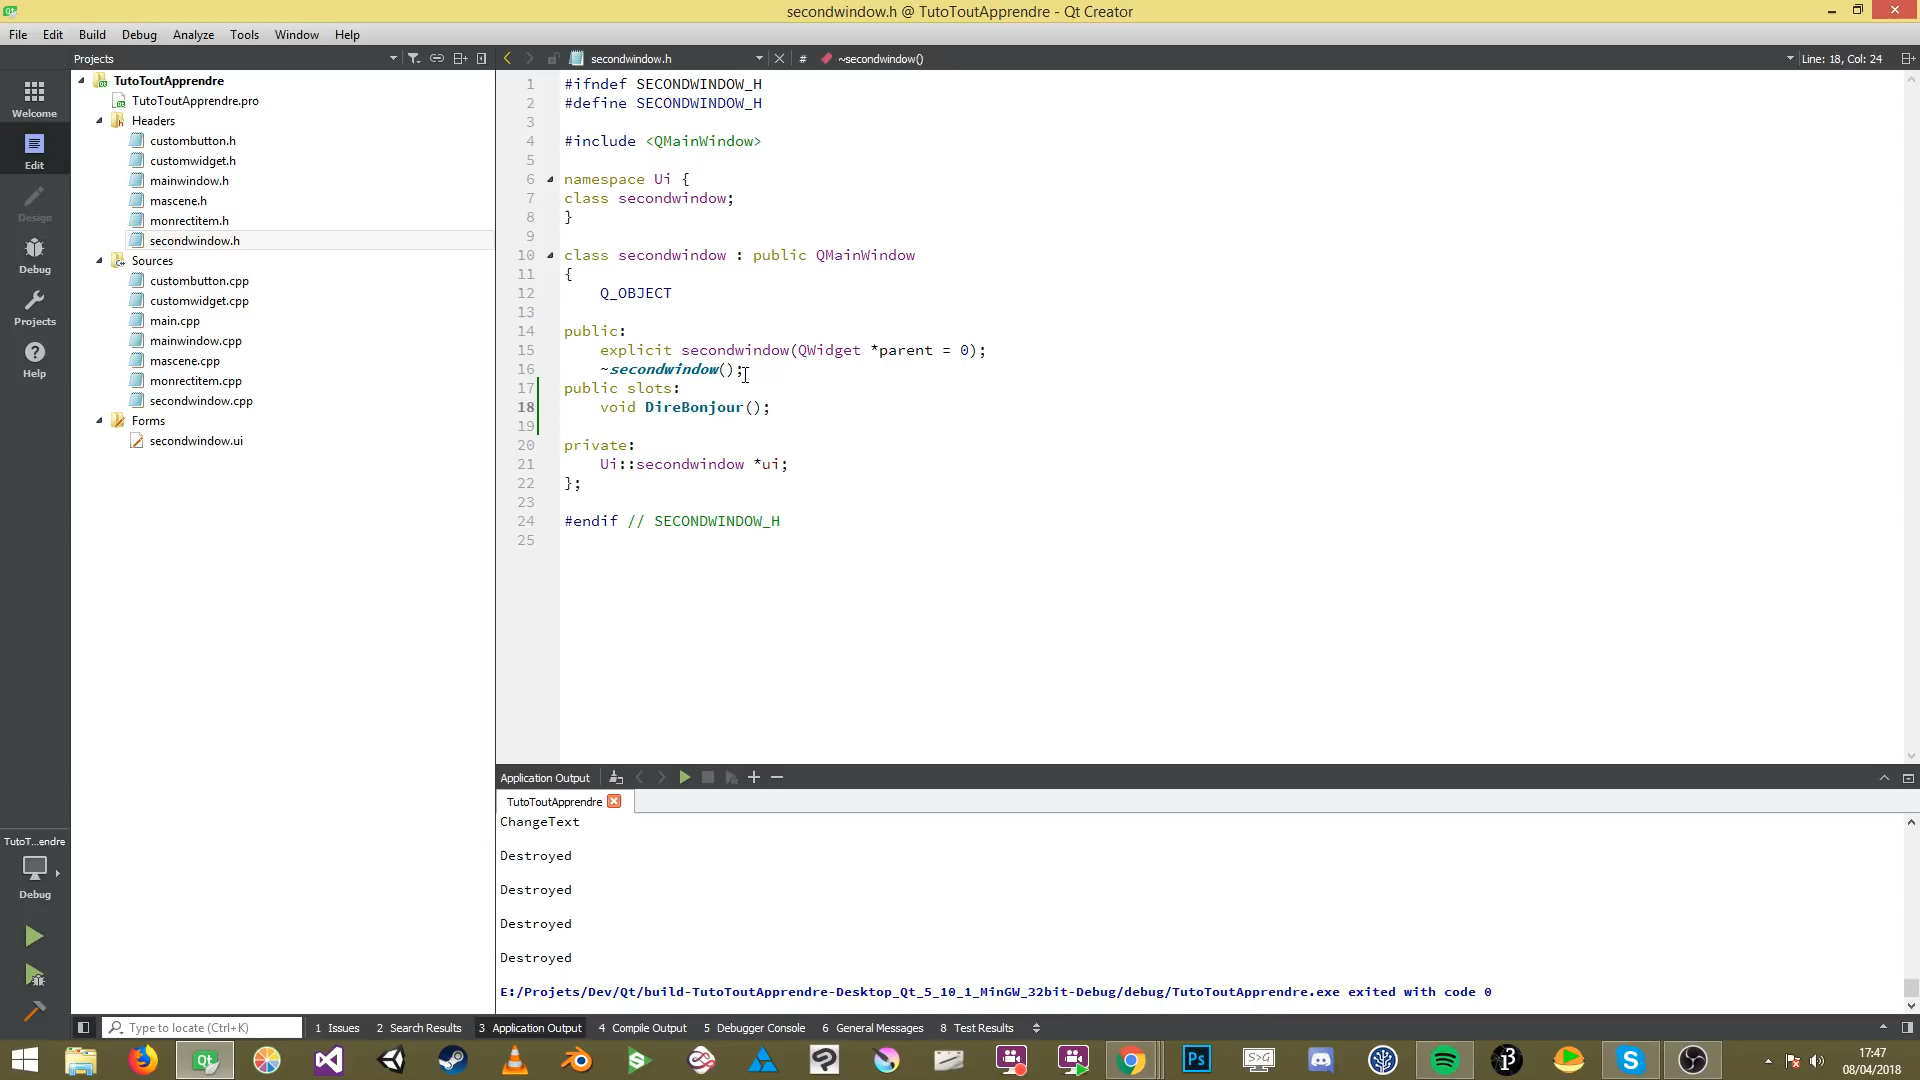 secondwindow.h @ TutoToutApprendre - Qt Creator
File Edit Build Debug Analyze Tools Window Help
Projects
secondwindow.h
#
~secondwindow()
Line: 18, Col: 24
Welcome
Edit
Design
Debug
Projects
Help
TutoToutApprendre
TutoToutApprendre.pro
Headers
custombutton.h
customwidget.h
mainwindow.h
mascene.h
monrectitem.h
secondwindow.h
Sources
custombutton.cpp
customwidget.cpp
main.cpp
mainwindow.cpp
mascene.cpp
monrectitem.cpp
secondwindow.cpp
Forms
secondwindow.ui
1 #ifndef SECONDWINDOW_H
2 #define SECONDWINDOW_H
3
4 #include <QMainWindow>
5
6 namespace Ui {
7 class secondwindow;
8 }
9
10 class secondwindow : public QMainWindow
11 {
12 Q_OBJECT
13
14 public:
15 explicit secondwindow(QWidget *parent = 0);
16 ~secondwindow();
17 public slots:
18 void DireBonjour();
19
20 private:
21 Ui::secondwindow *ui;
22 };
23
24 #endif // SECONDWINDOW_H
25
Application Output
TutoToutApprendre
ChangeText
Destroyed
Destroyed
Destroyed
Destroyed
E:/Projets/Dev/Qt/build-TutoToutApprendre-Desktop_Qt_5_10_1_MinGW_32bit-Debug/debug/TutoToutApprendre.exe exited with code 0
TutoT...endre
Debug
Type to locate (Ctrl+K)
1 Issues 2 Search Results 3 Application Output 4 Compile Output 5 Debugger Console 6 General Messages 8 Test Results
Qt
Ps
S>G
S
17:47
08/04/2018